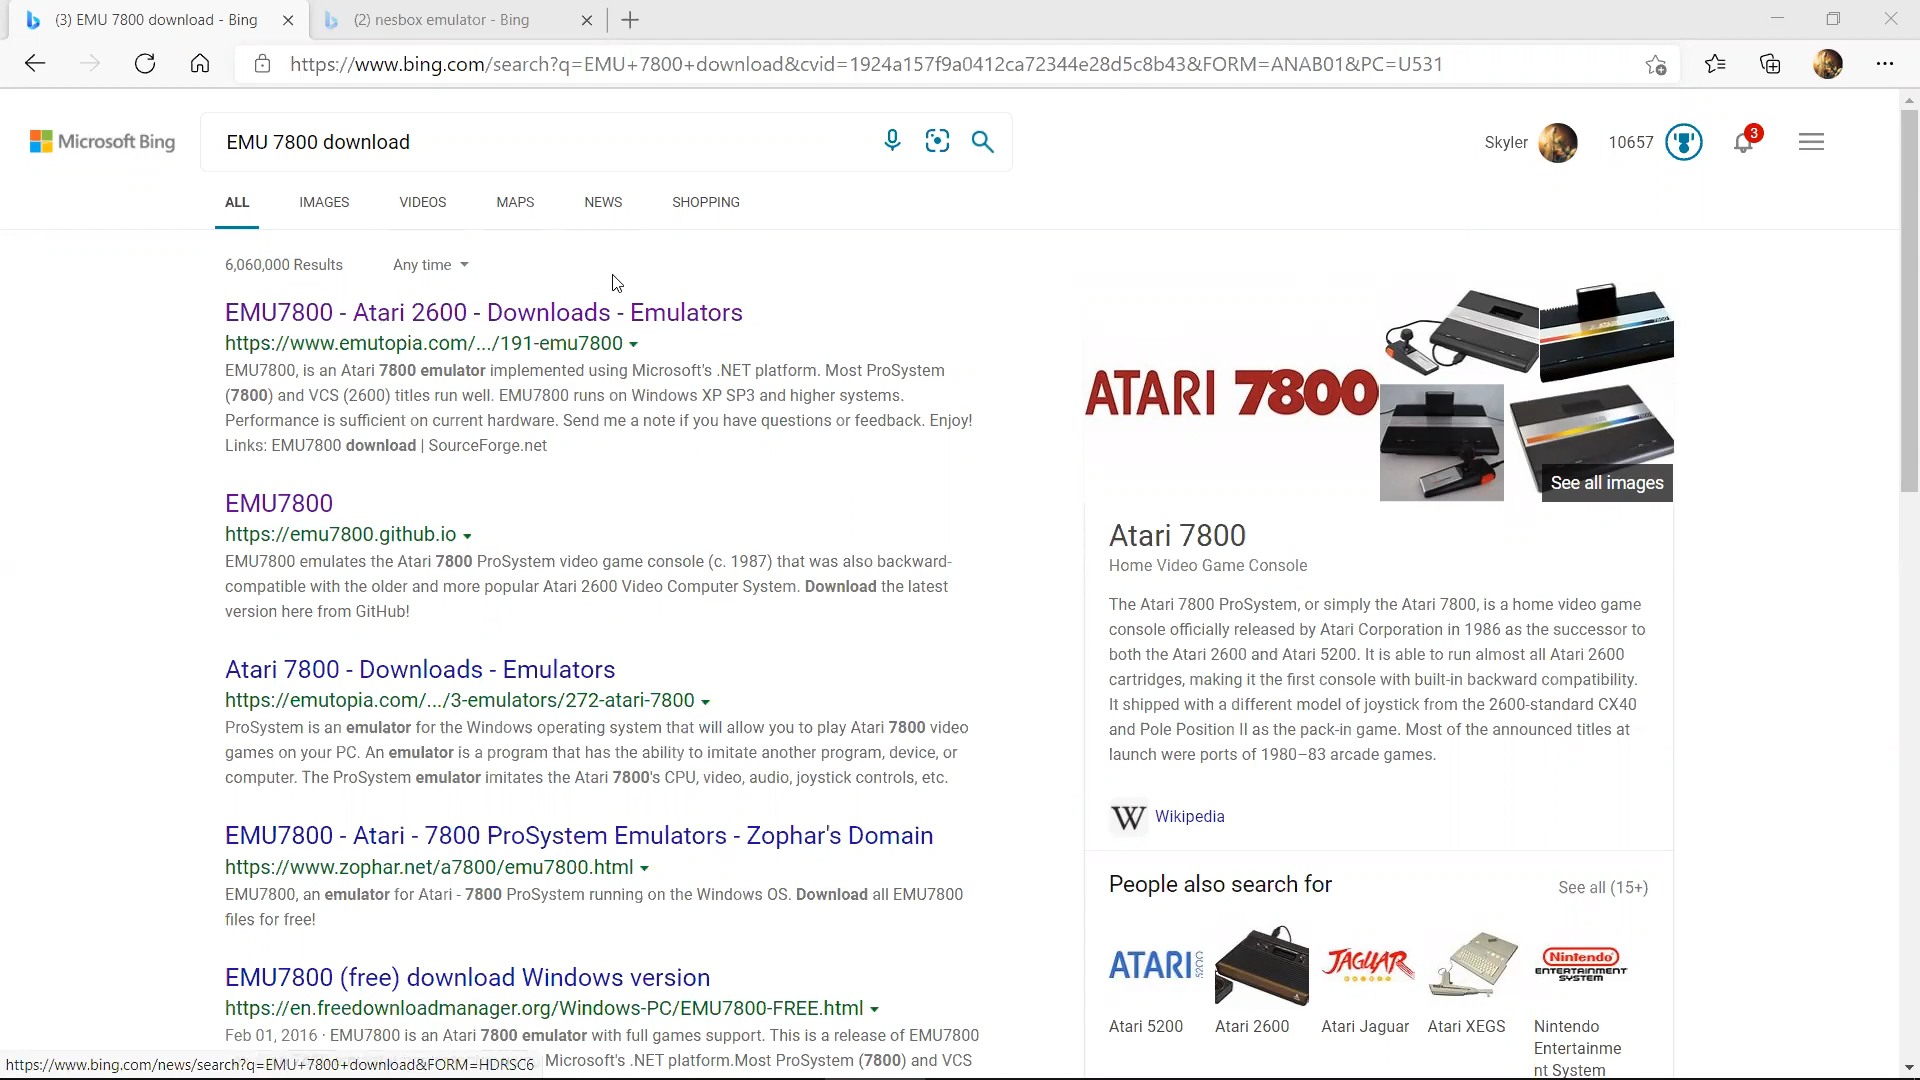 (3) EMU 7800 download - Bing
(2) nesbox emulator - Bing
https://www.bing.com/search?q=EMU+7800+download&cvid=1924a157f9a0412ca72344e28d5c8b43&FORM=ANAB01&PC=U531
Microsoft Bing
EMU 7800 download
Skyler
10657
3
ALL
IMAGES
VIDEOS
MAPS
NEWS
SHOPPING
6,060,000 Results
Any time
EMU7800 - Atari 2600 - Downloads - Emulators
https://www.emutopia.com/.../191-emu7800
EMU7800, is an Atari 7800 emulator implemented using Microsoft's .NET platform. Most ProSystem
(7800) and VCS (2600) titles run well. EMU7800 runs on Windows XP SP3 and higher systems.
Performance is sufficient on current hardware. Send me a note if you have questions or feedback. Enjoy!
Links: EMU7800 download | SourceForge.net
EMU7800
https://emu7800.github.io
EMU7800 emulates the Atari 7800 ProSystem video game console (c. 1987) that was also backward-
compatible with the older and more popular Atari 2600 Video Computer System. Download the latest
version here from GitHub!
Atari 7800 - Downloads - Emulators
https://emutopia.com/.../3-emulators/272-atari-7800
ProSystem is an emulator for the Windows operating system that will allow you to play Atari 7800 video
games on your PC. An emulator is a program that has the ability to imitate another program, device, or
computer. The ProSystem emulator imitates the Atari 7800's CPU, video, audio, joystick controls, etc.
EMU7800 - Atari - 7800 ProSystem Emulators - Zophar's Domain
https://www.zophar.net/a7800/emu7800.html
EMU7800, an emulator for Atari - 7800 ProSystem running on the Windows OS. Download all EMU7800
files for free!
EMU7800 (free) download Windows version
https://en.freedownloadmanager.org/Windows-PC/EMU7800-FREE.html
Feb 01, 2016 · EMU7800 is an Atari 7800 emulator with full games support. This is a release of EMU7800
Microsoft's .NET platform.Most ProSystem (7800) and VCS
https://www.bing.com/news/search?q=EMU+7800+download&FORM=HDRSC6
ATARI 7800
See all images
Atari 7800
Home Video Game Console
The Atari 7800 ProSystem, or simply the Atari 7800, is a home video game
console officially released by Atari Corporation in 1986 as the successor to
both the Atari 2600 and Atari 5200. It is able to run almost all Atari 2600
cartridges, making it the first console with built-in backward compatibility.
It shipped with a different model of joystick from the 2600-standard CX40
and Pole Position II as the pack-in game. Most of the announced titles at
launch were ports of 1980–83 arcade games.
W Wikipedia
People also search for
See all (15+)
ATARI 5200
JAGUAR
Nintendo
ENTERTAINMENT
SYSTEM
Atari 5200
Atari 2600
Atari Jaguar
Atari XEGS
Nintendo
Entertainme
nt System